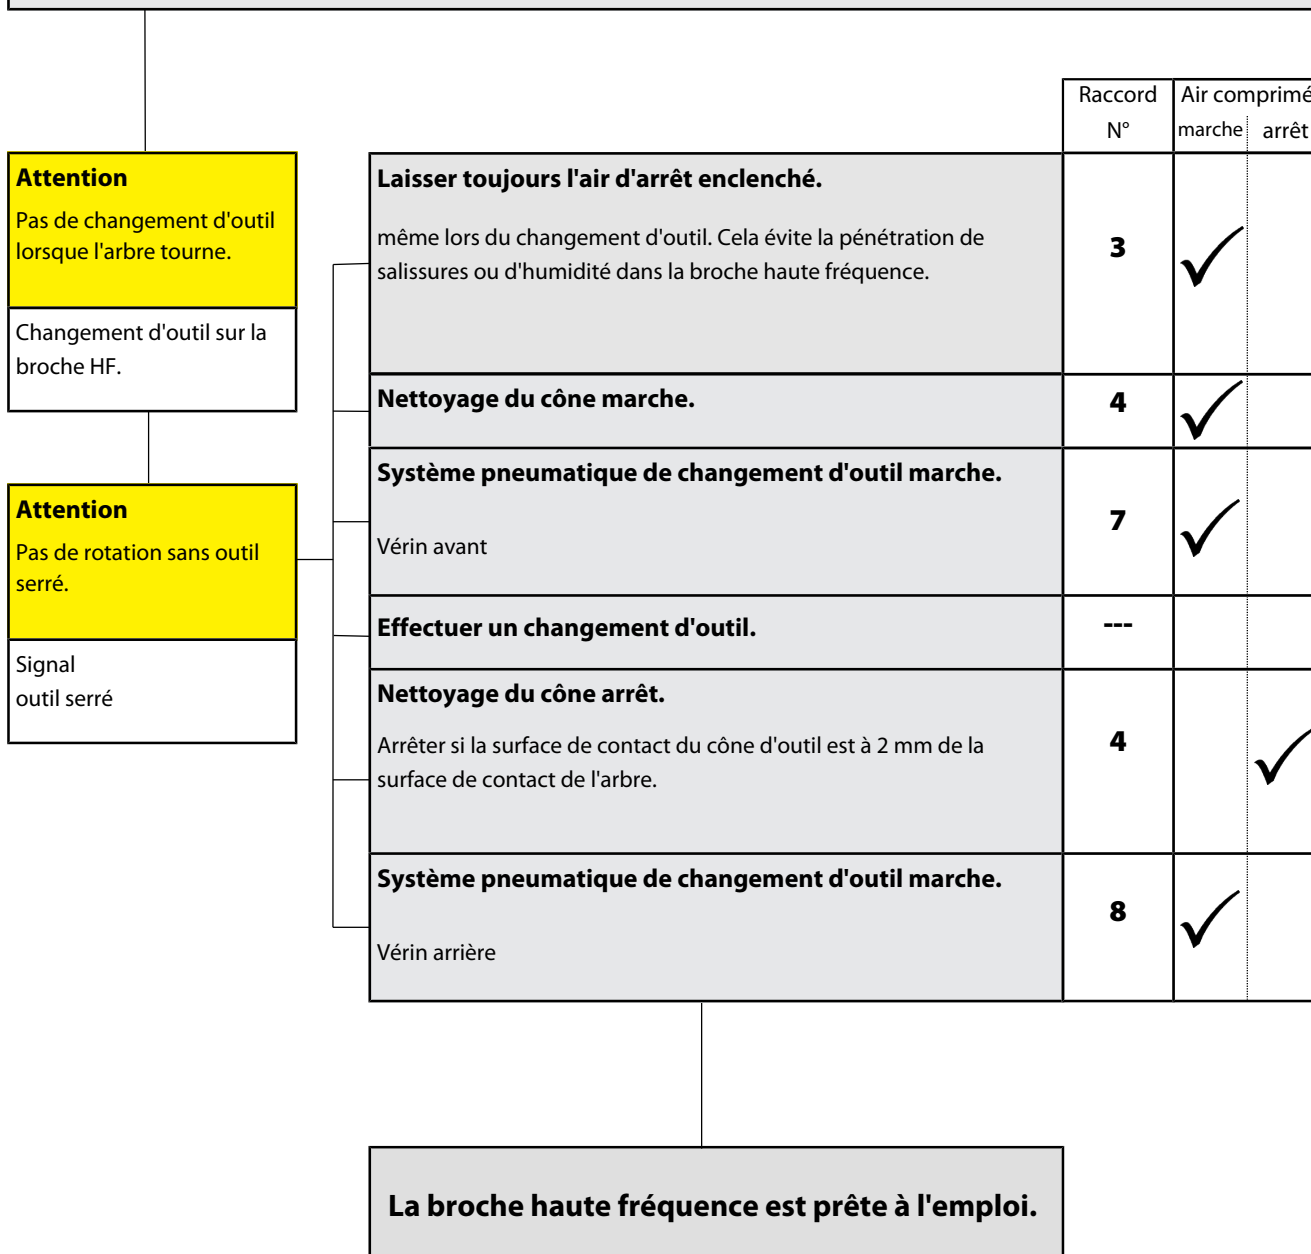 Raccord
N°
Air comprimé
marche
arrêt
Attention
Pas de changement d'outil
lorsque l'arbre tourne.
Changement d'outil sur la
broche HF.
Attention
Pas de rotation sans outil
serré.
Signal
outil serré
Laisser toujours l'air d'arrêt enclenché.
même lors du changement d'outil. Cela évite la pénétration de
salissures ou d'humidité dans la broche haute fréquence.
3
Nettoyage du cône marche.
4
Système pneumatique de changement d'outil marche.
Vérin avant
7
Effectuer un changement d'outil.
---
Nettoyage du cône arrêt.
Arrêter si la surface de contact du cône d'outil est à 2 mm de la
surface de contact de l'arbre.
4
Système pneumatique de changement d'outil marche.
Vérin arrière
8
La broche haute fréquence est prête à l'emploi.